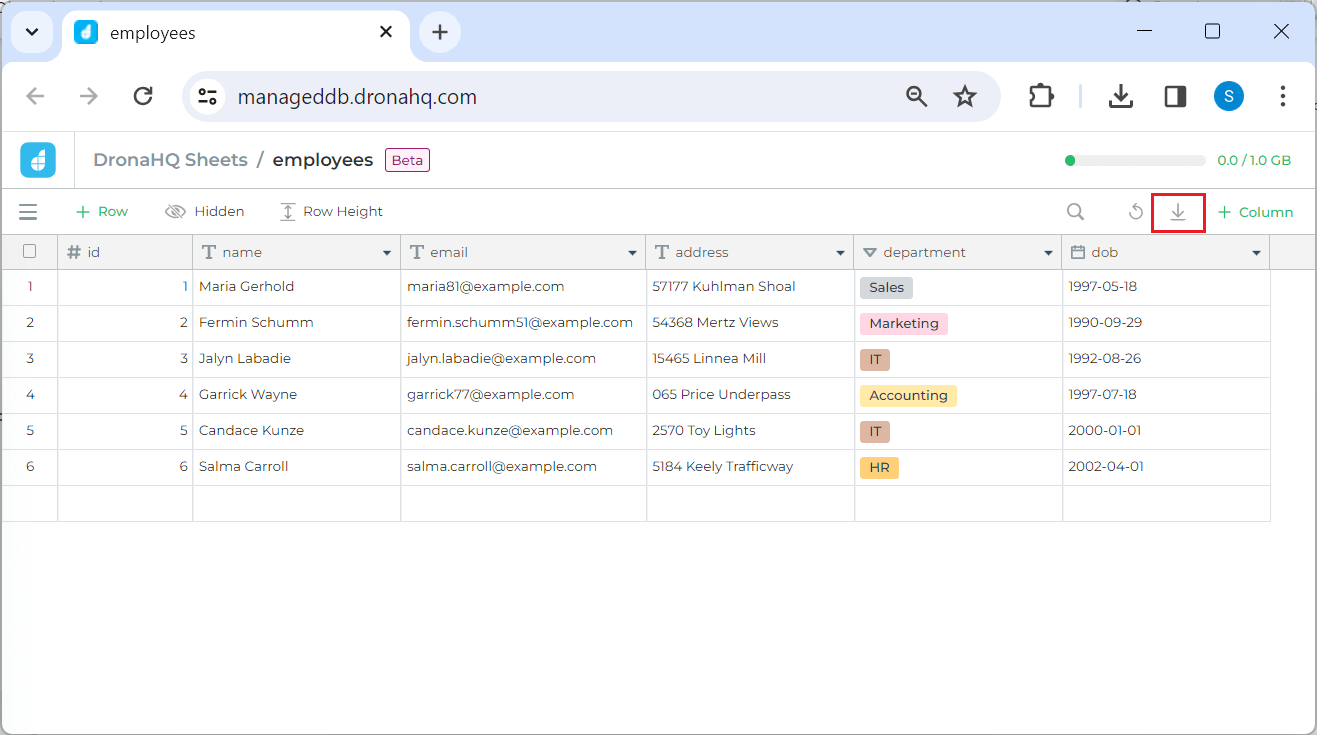 employees
manageddb.dronahq.com
S
DronaHQ Sheets / employees Beta 0.0 / 1.0 GB
+ Row Hidden Row Height + Column
# id T name T email T address department dob
1 1 Maria Gerhold maria81@example.com 57177 Kuhlman Shoal Sales 1997-05-18
2 2 Fermin Schumm fermin.schumm51@example.com 54368 Mertz Views Marketing 1990-09-29
3 3 Jalyn Labadie jalyn.labadie@example.com 15465 Linnea Mill IT 1992-08-26
4 4 Garrick Wayne garrick77@example.com 065 Price Underpass Accounting 1997-07-18
5 5 Candace Kunze candace.kunze@example.com 2570 Toy Lights IT 2000-01-01
6 6 Salma Carroll salma.carroll@example.com 5184 Keely Trafficway HR 2002-04-01